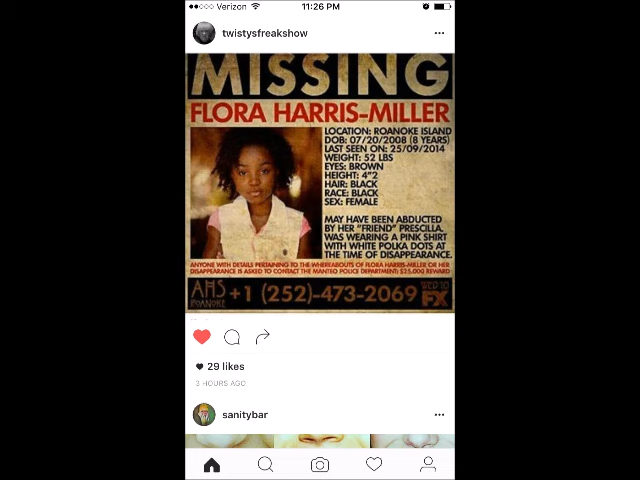 Verizon 11:26 PM
twistysfreakshow
MISSING
FLORA HARRIS-MILLER
LOCATION: ROANOKE ISLAND
DOB: 07/20/2008 (8 YEARS)
LAST SEEN ON: 25/09/2014
WEIGHT: 52 LBS
EYES: BROWN
HEIGHT: 4"2
HAIR: BLACK
RACE: BLACK
SEX: FEMALE
MAY HAVE BEEN ABDUCTED
BY HER "FRIEND" PRESCILLA.
WAS WEARING A PINK SHIRT
WITH WHITE POLKA DOTS AT
THE TIME OF DISAPPEARANCE.
ANYONE WITH DETAILS PERTAINING TO THE WHEREABOUTS OF FLORA HARRIS-MILLER OR HER
DISAPPEARANCE IS ASKED TO CONTACT THE MANTEO POLICE DEPARTMENT: $25,000 REWARD
AHS
ROANOKE
+1 (252)-473-2069
WED 10
FX
29 likes
3 HOURS AGO
sanitybar